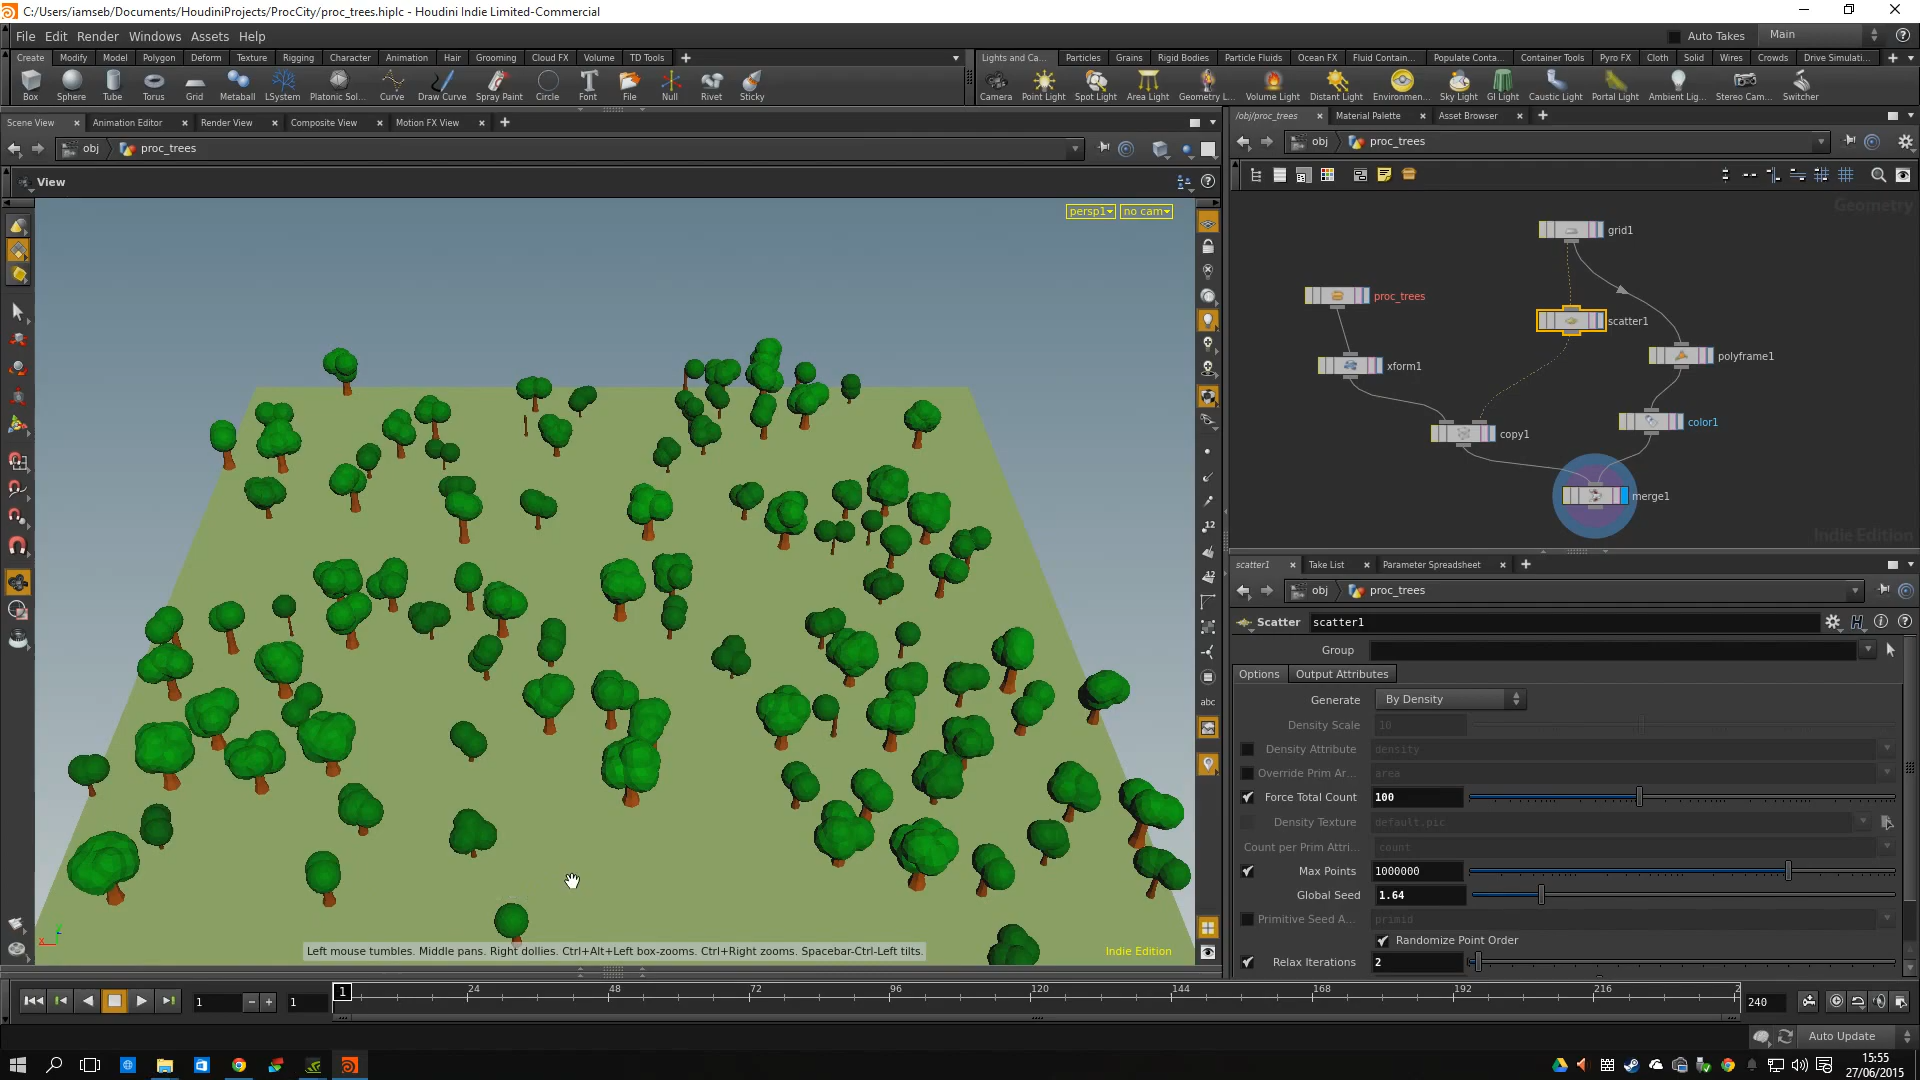 C:/Users/iamseb/Documents/HoudiniProjects/ProcCity/proc_trees.hiplc - Houdini Indie Limited-Commercial
File Edit Render Windows Assets Help
Auto Takes Main
Create Modify Model Polygon Deform Texture Rigging Character Animation Hair Grooming Cloud FX Volume TD Tools
Lights and Ca... Particles Grains Rigid Bodies Particle Fluids Ocean FX Fluid Contain... Populate Conta... Container Tools Pyro FX Cloth Solid Wires Crowds Drive Simulati...
Box Sphere Tube Torus Grid Metaball LSystem Platonic Sol... Curve Draw Curve Spray Paint Circle Font File Null Rivet Sticky
Camera Point Light Spot Light Area Light Geometry L... Volume Light Distant Light Environmen... Sky Light GI Light Caustic Light Portal Light Ambient Lig... Stereo Cam... Switcher
Scene View Animation Editor Render View Composite View Motion FX View
/obj/proc_trees Material Palette Asset Browser
obj proc_trees
obj proc_trees
View
persp1 no cam
Geometry
grid1
proc_trees
scatter1
polyframe1
xform1
color1
copy1
merge1
Indie Edition
12
12
abc
scatter1 Take List Parameter Spreadsheet
obj proc_trees
Scatter scatter1
Group
Options Output Attributes
Generate By Density
Density Scale 10
Density Attribute density
Override Prim Ar... area
Force Total Count 100
Density Texture default.pic
Count per Prim Attri... count
Max Points 1000000
Global Seed 1.64
Primitive Seed A... primid
Randomize Point Order
Relax Iterations 2
Left mouse tumbles. Middle pans. Right dollies. Ctrl+Alt+Left box-zooms. Ctrl+Right zooms. Spacebar-Ctrl-Left tilts.
Indie Edition
1 1 1 24 48 72 96 120 144 168 192 216 2 240
Auto Update
15:55
27/06/2015